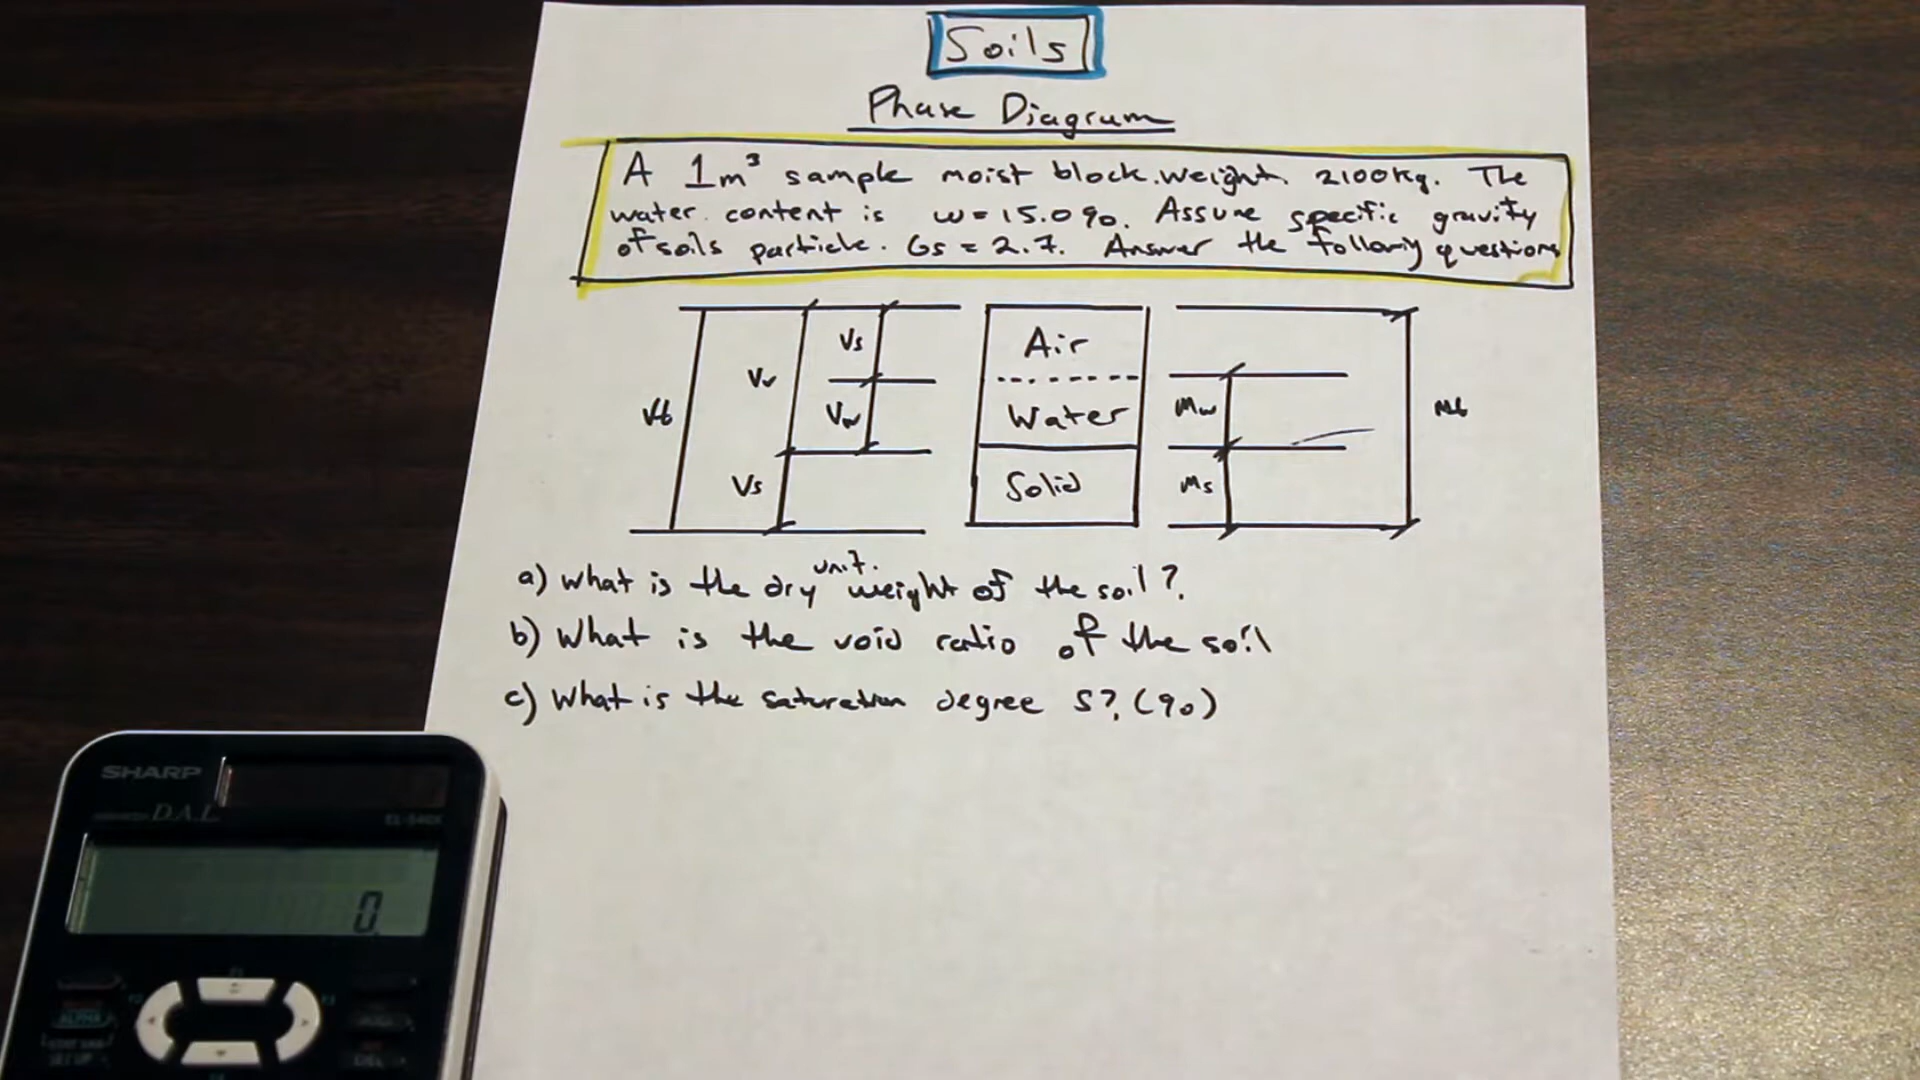 Soils
Phase Diagram
A 1m³ sample moist block. weight. 2100kg. The
water. content is w = 15.0%. Assume specific gravity
of soils particle. Gs = 2.7. Answer the following questions
Vs
Air
Vv
Vt
Vw
Water
Mw
Mt
Vs
Solid
Ms
unit.
a) what is the dry weight of the soil?
b) What is the void ratio of the soil
c) What is the saturation degree S? (%)
SHARP
D.A.L.
0.